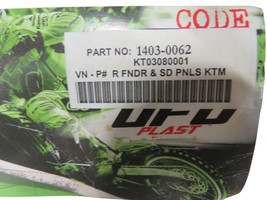 CODE
PART NO: 1403-0062
KT03080001
VN - P# R FNDR & SD PNLS KTM
UFO
PLAST